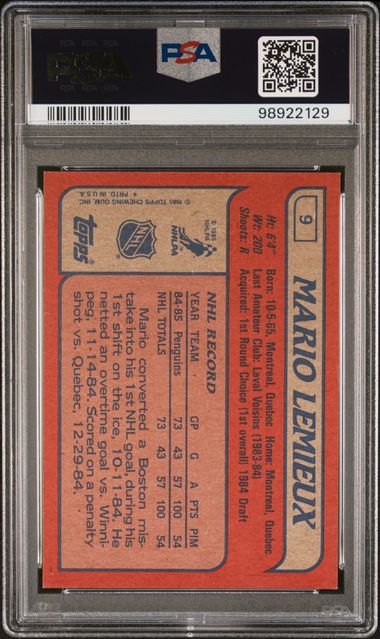 PSA
PSA
98922129
9
MARIO LEMIEUX
Ht: 6'4" Born: 10-5-65, Montreal, Quebec Home: Montreal, Quebec
Wt: 200 Last Amateur Club: Laval Voisins (1983-84)
Shoots: R Acquired: 1st Round Choice (1st overall) 1984 Draft
NHL RECORD
YEAR TEAM GP G A PTS PIM
84-85 Penguins 73 43 57 100 54
NHL TOTALS 73 43 57 100 54
Mario converted a Boston mis-
take into his 1st NHL goal during his
1st shift on the ice, 10-11-84. He
netted an overtime goal vs. Winni-
peg, 11-14-84. Scored on a penalty
shot vs. Quebec, 12-29-84.
© 1985
NHLPA
NHLPA
NHL
topps®
© 1985 TOPPS CHEWING GUM, INC.
* PRTD. IN U.S.A.